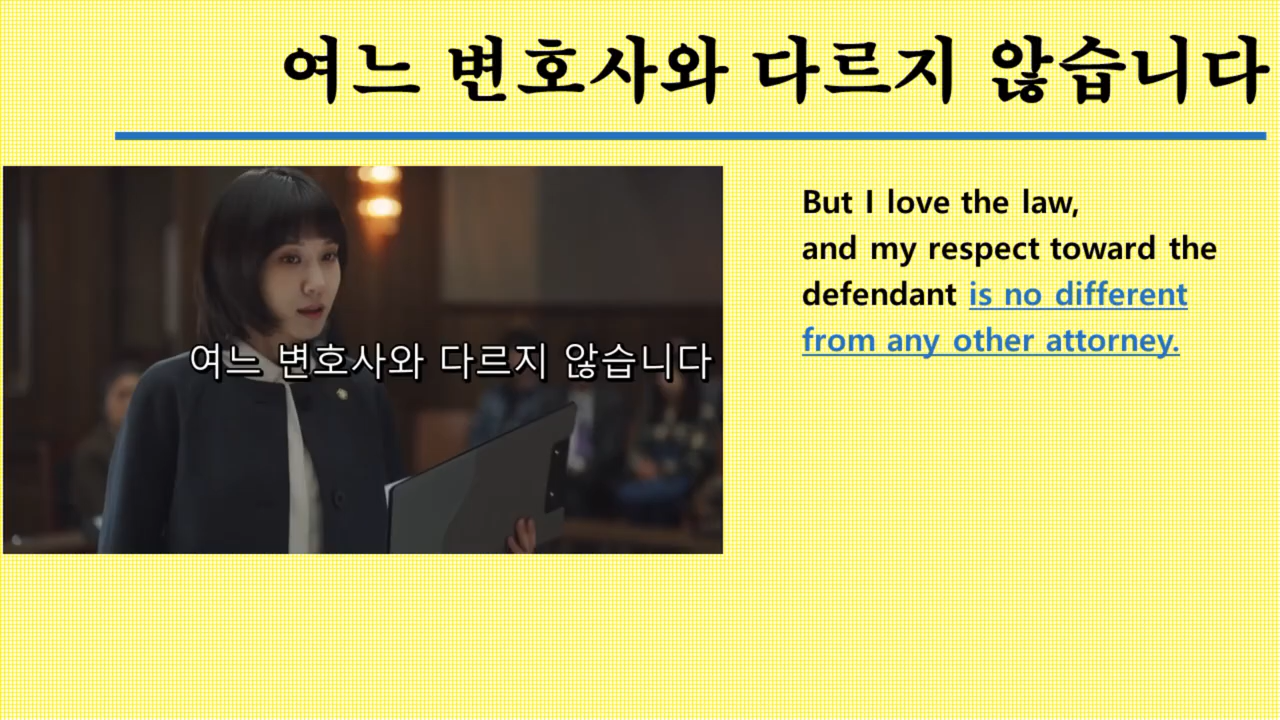 여느 변호사와 다르지 않습니다
여느 변호사와 다르지 않습니다
But I love the law,
and my respect toward the
defendant is no different
from any other attorney.